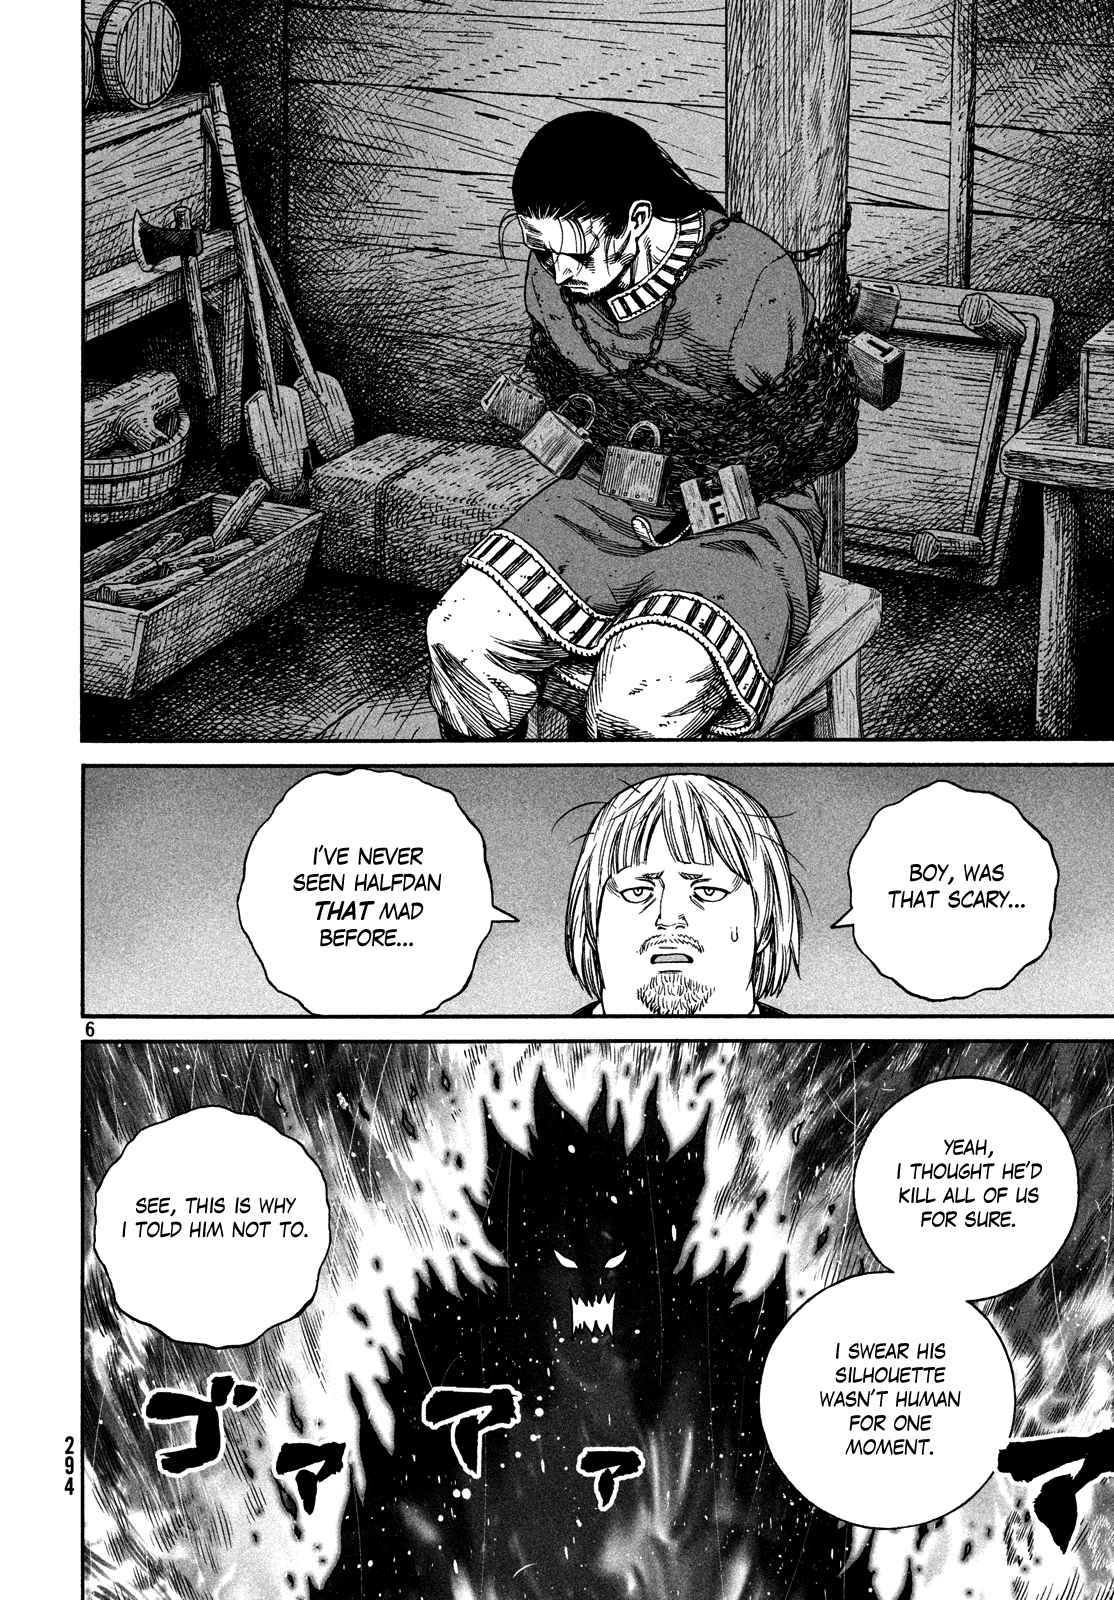 BOY, WAS
THAT SCARY...
I'VE NEVER
SEEN HALFDAN
THAT MAD
BEFORE...
6
YEAH,
I THOUGHT HE'D
KILL ALL OF US
FOR SURE.
I SWEAR HIS
SILHOUETTE
WASN'T HUMAN
FOR ONE
MOMENT.
SEE, THIS IS WHY
I TOLD HIM NOT TO.
ゴアアアア
294